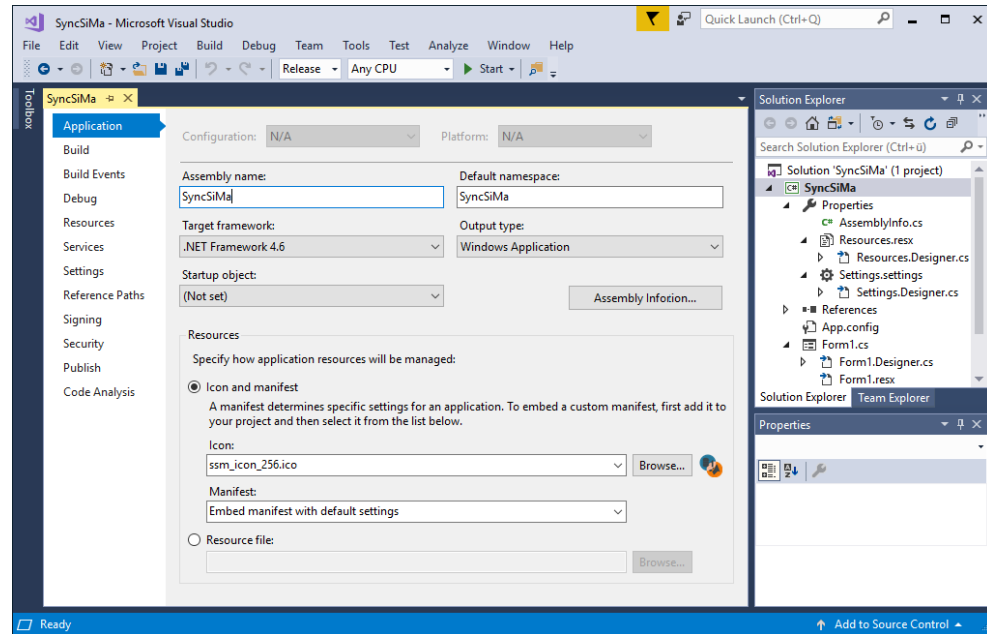 SyncSiMa - Microsoft Visual Studio
Quick Launch (Ctrl+Q)
File Edit View Project Build Debug Team Tools Test Analyze Window Help
Release Any CPU Start
Toolbox
SyncSiMa
Application
Build
Build Events
Debug
Resources
Services
Settings
Reference Paths
Signing
Security
Publish
Code Analysis
Configuration: N/A Platform: N/A
Assembly name: Default namespace:
SyncSiMa SyncSiMa
Target framework: Output type:
.NET Framework 4.6 Windows Application
Startup object:
(Not set) Assembly Infoɾion...
Resources
Specify how application resources will be managed:
Icon and manifest
A manifest determines specific settings for an application. To embed a custom manifest, first add it to
your project and then select it from the list below.
Icon:
ssm_icon_256.ico Browse...
Manifest:
Embed manifest with default settings
Resource file:
Browse...
Solution Explorer
Search Solution Explorer (Ctrl+ü)
Solution 'SyncSiMa' (1 project)
C# SyncSiMa
Properties
C# AssemblyInfo.cs
Resources.resx
Resources.Designer.cs
Settings.settings
Settings.Designer.cs
References
App.config
Form1.cs
Form1.Designer.cs
Form1.resx
Solution Explorer Team Explorer
Properties
Ready Add to Source Control